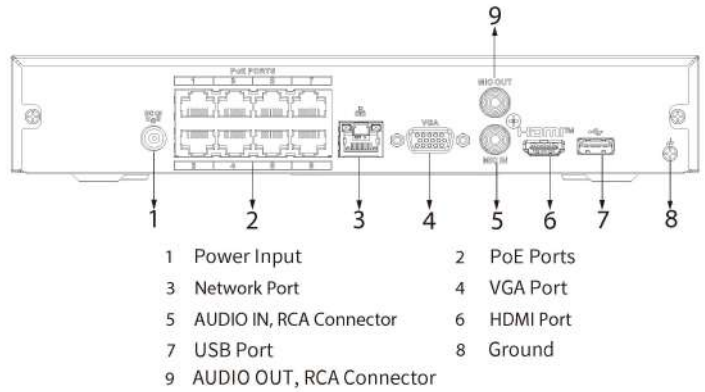 9
PoE PORTS
MIC OUT
VGA
HDMI™
MIC IN
1 2 3 4 5 6 7 8
1 Power Input 2 PoE Ports
3 Network Port 4 VGA Port
5 AUDIO IN, RCA Connector 6 HDMI Port
7 USB Port 8 Ground
9 AUDIO OUT, RCA Connector